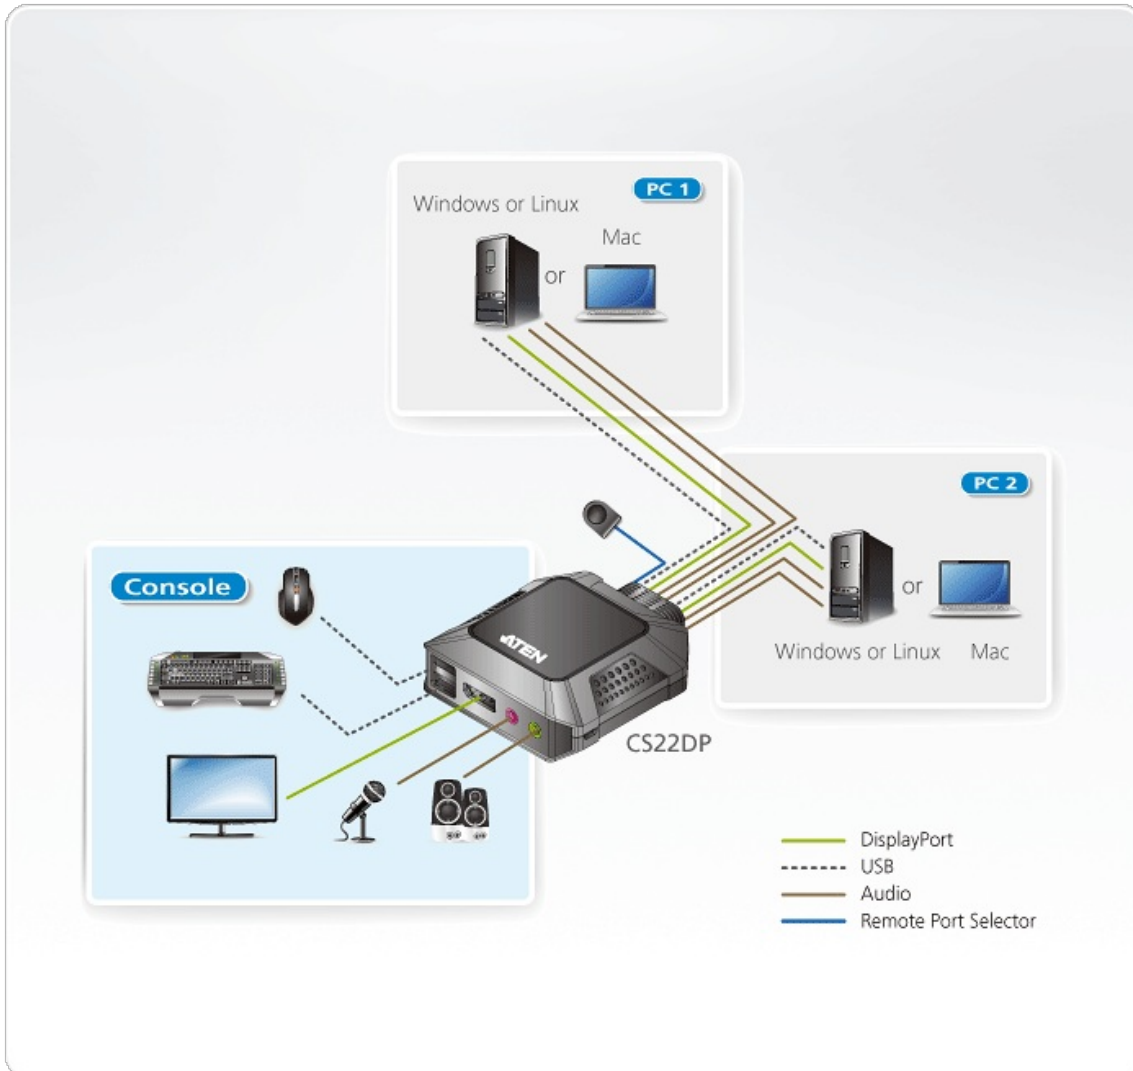 PC 1
Windows or Linux
Mac
or
PC 2
or
Windows or Linux Mac
Console
ATEN
CS22DP
DisplayPort
USB
Audio
Remote Port Selector